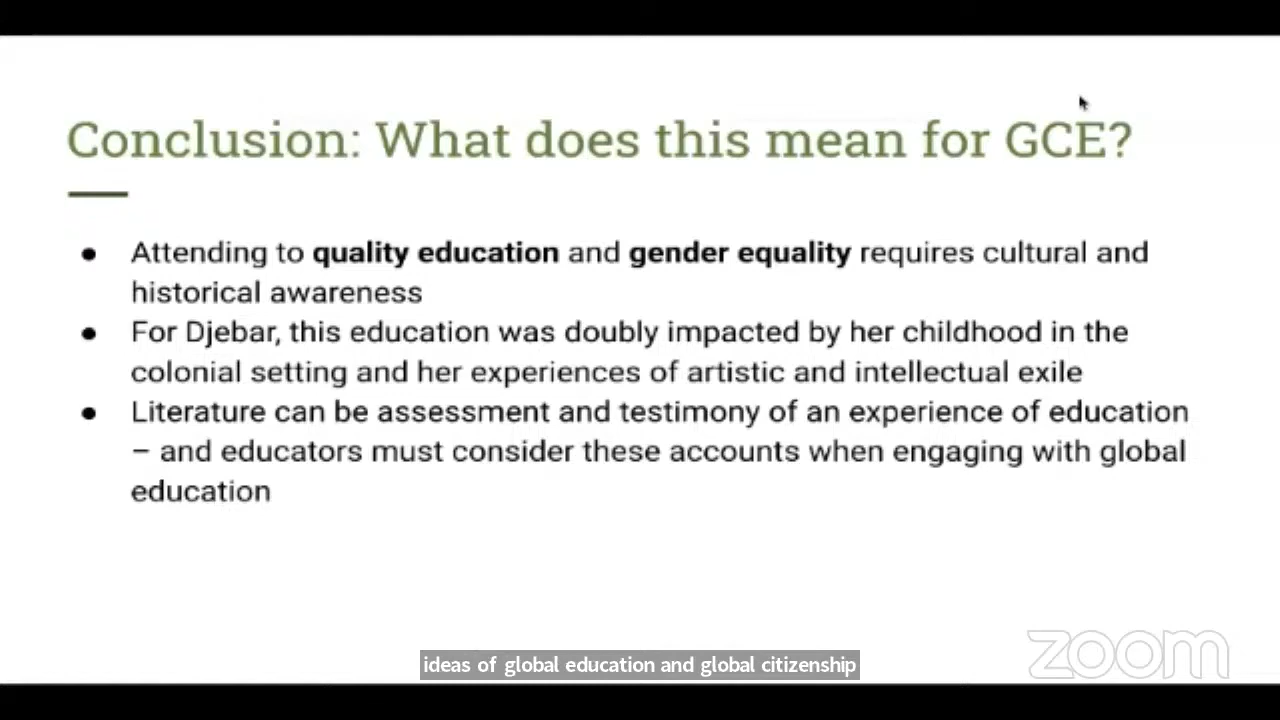 Conclusion: What does this mean for GCE?
● Attending to quality education and gender equality requires cultural and
historical awareness
● For Djebar, this education was doubly impacted by her childhood in the
colonial setting and her experiences of artistic and intellectual exile
● Literature can be assessment and testimony of an experience of education
– and educators must consider these accounts when engaging with global
education
ideas of global education and global citizenship
zoom